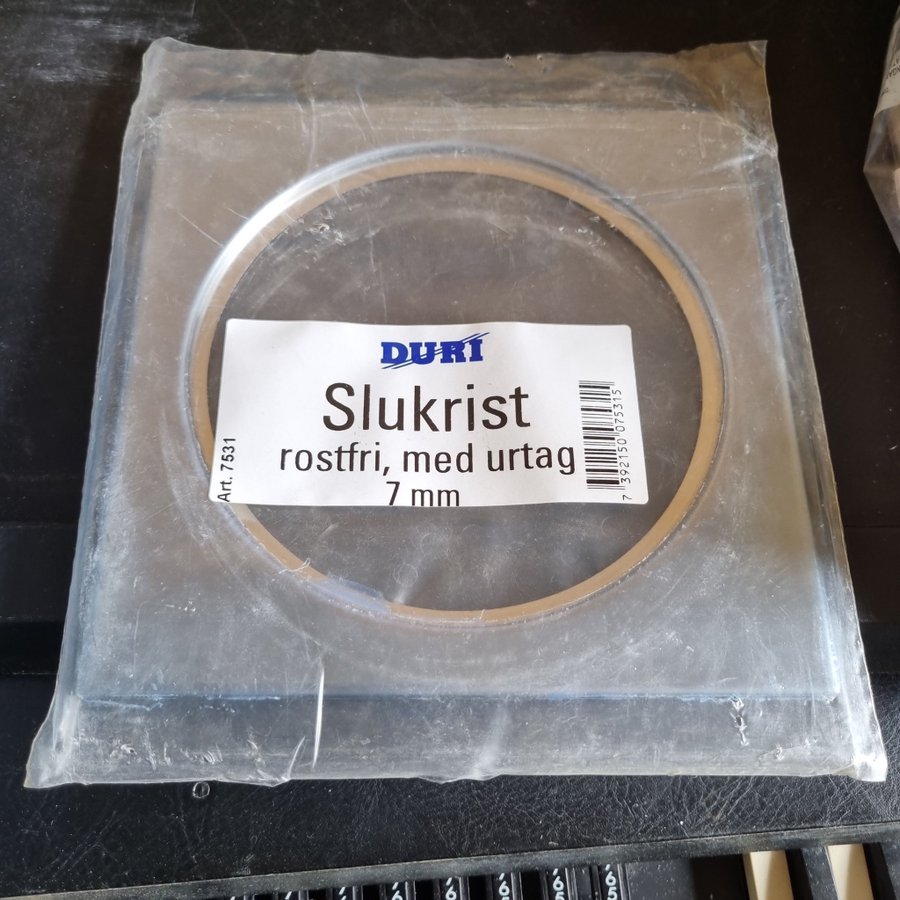 DURI
Slukrist
rostfri, med urtag
7 mm
Art. 7531
7 392150 075315